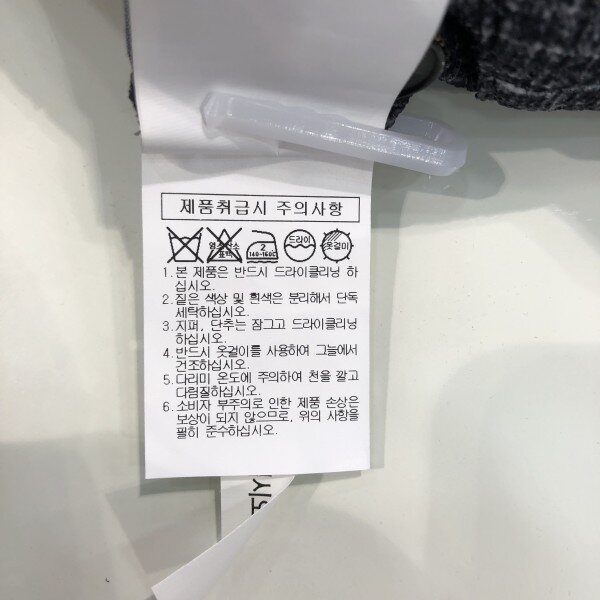 제품취급시 주의사항
염소산소
표백
2
140-160℃
드라이
옷걸이
1. 본 제품은 반드시 드라이클리닝 하
십시오.
2. 짙은 색상 및 흰색은 분리해서 단독
세탁하십시오.
3. 지퍼, 단추는 잠그고 드라이클리닝
하십시오.
4. 반드시 옷걸이를 사용하여 그늘에서
건조하십시오.
5. 다리미 온도에 주의하여 천을 깔고
다림질하십시오.
6. 소비자 부주의로 인한 제품 손상은
보상이 되지 않으므로, 위의 사항을
필히 준수하십시오.